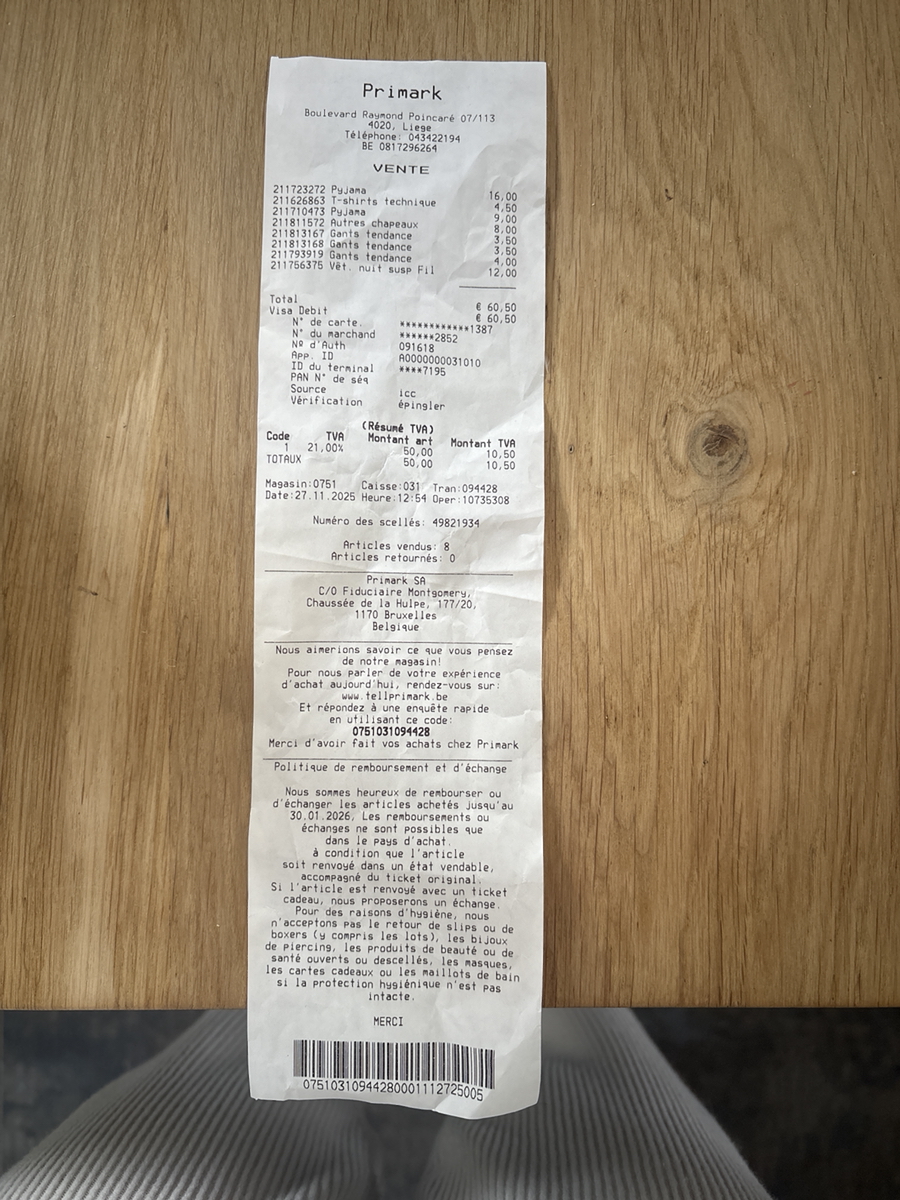 Primark
Boulevard Raymond Poincaré 07/113
4020, Liege
Téléphone: 043422194
BE 0817296264
VENTE
211723272 Pyjama 16,00
211626863 T-shirts technique 4,50
211710473 Pyjama 9,00
211811572 Autres chapeaux 8,00
211813167 Gants tendance 3,50
211813168 Gants tendance 3,50
211793919 Gants tendance 4,00
211756375 Vêt. nuit susp Fil 12,00
Total € 60,50
Visa Debit € 60,50
N° de carte. ************1387
N° du marchand ******2852
Nº d'Auth 091618
App. ID A0000000031010
ID du terminal ****7195
PAN N° de séq
Source icc
Vérification épingler
(Résumé TVA)
Code TVA Montant art Montant TVA
1 21,00% 50,00 10,50
TOTAUX 50,00 10,50
Magasin:0751 Caisse:031 Tran:094428
Date:27.11.2025 Heure:12:54 Oper:10735308
Numéro des scellés: 49821934
Articles vendus: 8
Articles retournés: 0
Primark SA
C/O Fiduciaire Montgomery,
Chaussée de la Hulpe, 177/20,
1170 Bruxelles
Belgique
Nous aimerions savoir ce que vous pensez
de notre magasin!
Pour nous parler de votre expérience
d'achat aujourd'hui, rendez-vous sur:
www.tellprimark.be
Et répondez à une enquête rapide
en utilisant ce code:
0751031094428
Merci d'avoir fait vos achats chez Primark
Politique de remboursement et d'échange
Nous sommes heureux de rembourser ou
d'échanger les articles achetés jusqu'au
30.01.2026, Les remboursements ou
échanges ne sont possibles que
dans le pays d'achat.
à condition que l'article
soit renvoyé dans un état vendable,
accompagné du ticket original.
Si l'article est renvoyé avec un ticket
cadeau, nous proposerons un échange.
Pour des raisons d'hygiène, nous
n'acceptons pas le retour de slips ou de
boxers (y compris les lots), les bijoux
de piercing, les produits de beauté ou de
santé ouverts ou descellés, les masques,
les cartes cadeaux ou les maillots de bain
si la protection hygiénique n'est pas
intacte.
MERCI
07510310944280001112725005